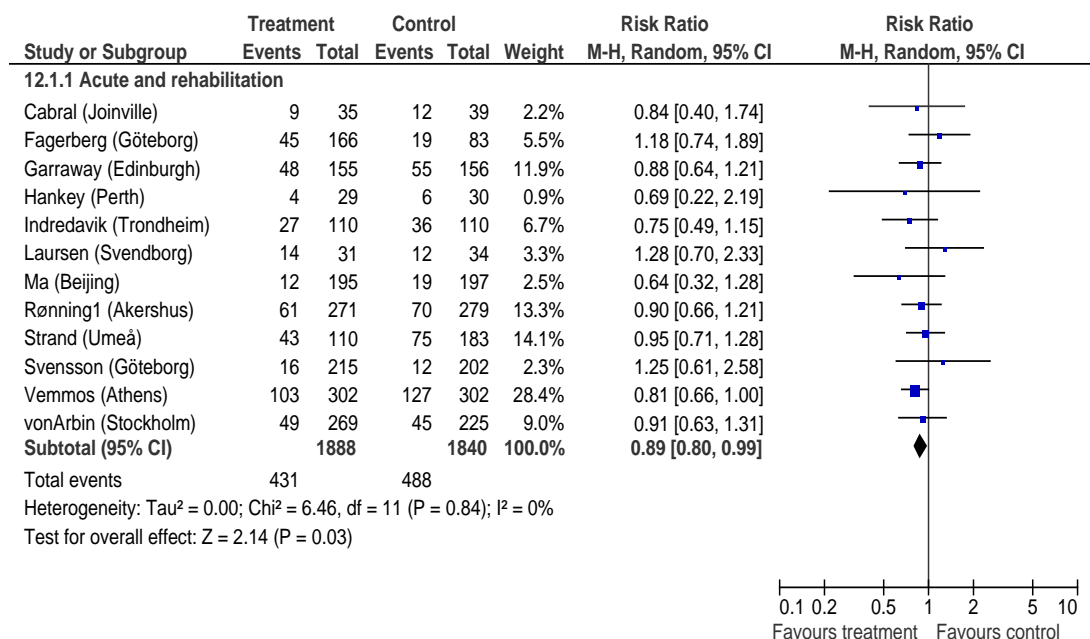 Treatment Control Risk Ratio Risk Ratio
Study or Subgroup Events Total Events Total Weight M-H, Random, 95% CI M-H, Random, 95% CI
12.1.1 Acute and rehabilitation
Cabral (Joinville) 9 35 12 39 2.2% 0.84 [0.40, 1.74]
Fagerberg (Göteborg) 45 166 19 83 5.5% 1.18 [0.74, 1.89]
Garraway (Edinburgh) 48 155 55 156 11.9% 0.88 [0.64, 1.21]
Hankey (Perth) 4 29 6 30 0.9% 0.69 [0.22, 2.19]
Indredavik (Trondheim) 27 110 36 110 6.7% 0.75 [0.49, 1.15]
Laursen (Svendborg) 14 31 12 34 3.3% 1.28 [0.70, 2.33]
Ma (Beijing) 12 195 19 197 2.5% 0.64 [0.32, 1.28]
Rønning1 (Akershus) 61 271 70 279 13.3% 0.90 [0.66, 1.21]
Strand (Umeå) 43 110 75 183 14.1% 0.95 [0.71, 1.28]
Svensson (Göteborg) 16 215 12 202 2.3% 1.25 [0.61, 2.58]
Vemmos (Athens) 103 302 127 302 28.4% 0.81 [0.66, 1.00]
vonArbin (Stockholm) 49 269 45 225 9.0% 0.91 [0.63, 1.31]
Subtotal (95% CI) 1888 1840 100.0% 0.89 [0.80, 0.99]
Total events 431 488
Heterogeneity: Tau² = 0.00; Chi² = 6.46, df = 11 (P = 0.84); I² = 0%
Test for overall effect: Z = 2.14 (P = 0.03)
0.1 0.2 0.5 1 2 5 10
Favours treatment Favours control